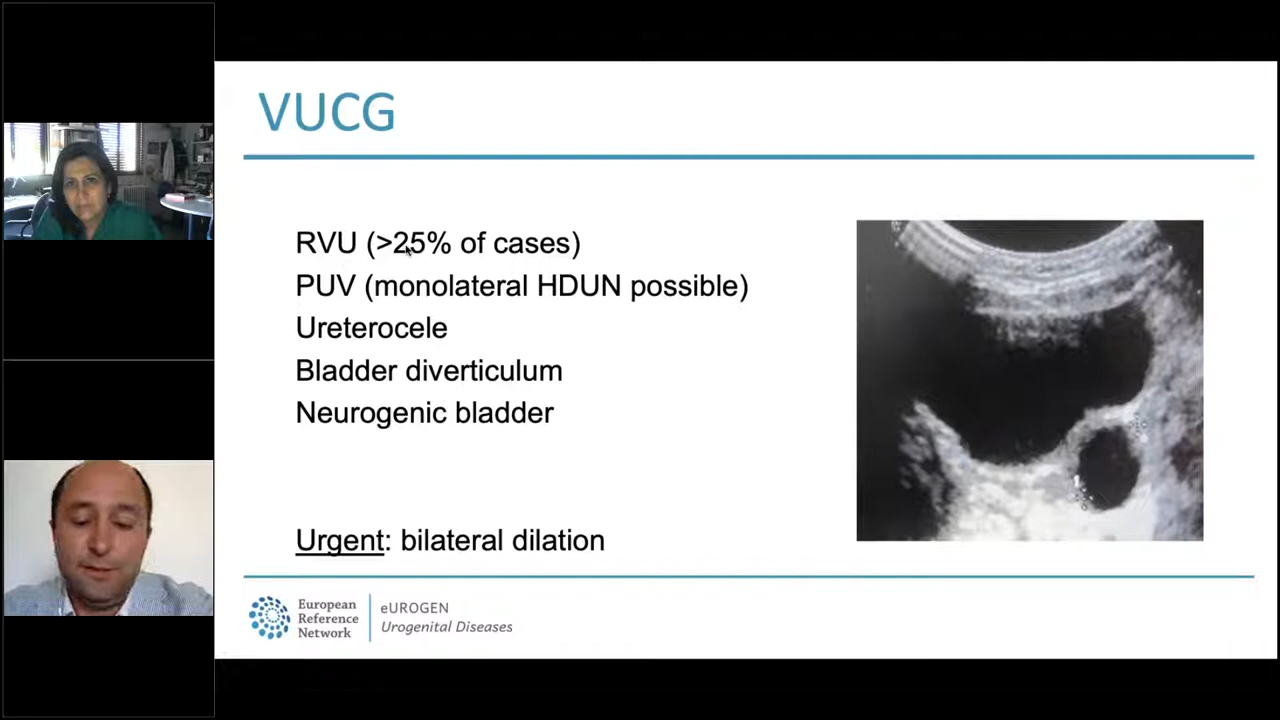 VUCG
RVU (>25% of cases)
PUV (monolateral HDUN possible)
Ureterocele
Bladder diverticulum
Neurogenic bladder
Urgent: bilateral dilation
European
Reference
Network
eUROGEN
Urogenital Diseases